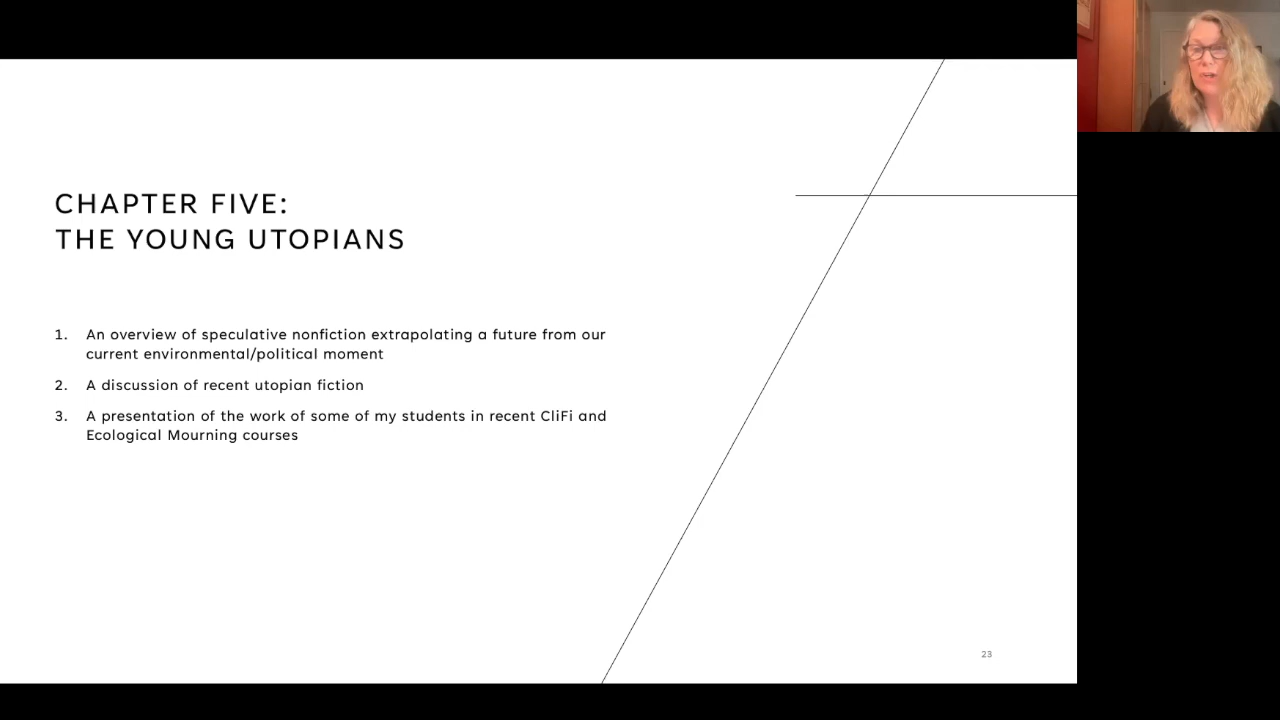 CHAPTER FIVE:
THE YOUNG UTOPIANS
1. An overview of speculative nonfiction extrapolating a future from our
current environmental/political moment
2. A discussion of recent utopian fiction
3. A presentation of the work of some of my students in recent CliFi and
Ecological Mourning courses
23